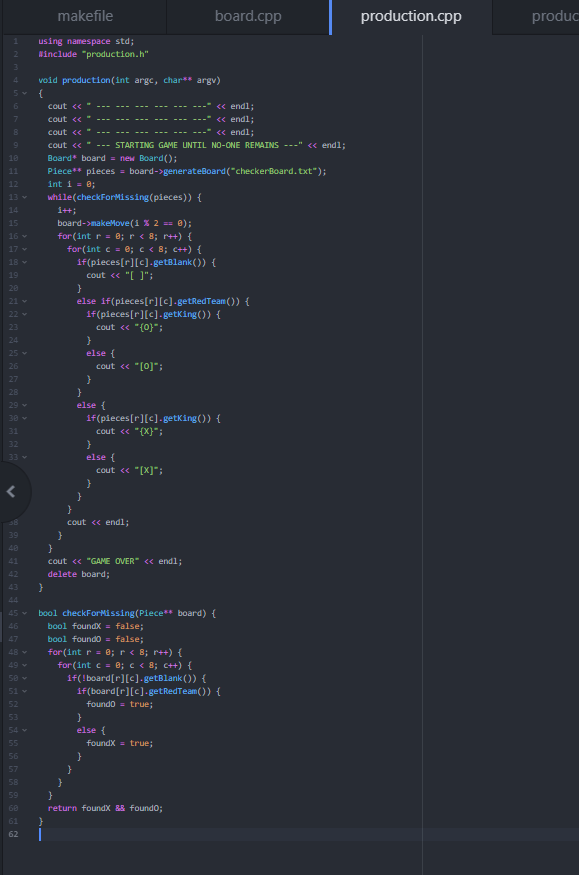 makefile board.cpp production.cpp produc
1 using namespace std;
2 #include "production.h"
3
4 void production(int argc, char** argv)
5 {
6 cout << " --- --- --- --- --- ---" << endl;
7 cout << " --- --- --- --- --- ---" << endl;
8 cout << " --- --- --- --- --- ---" << endl;
9 cout << " --- STARTING GAME UNTIL NO-ONE REMAINS ---" << endl;
10 Board* board = new Board();
11 Piece** pieces = board->generateBoard("checkerBoard.txt");
12 int i = 0;
13 while(checkForMissing(pieces)) {
14 i++;
15 board->makeMove(i % 2 == 0);
16 for(int r = 0; r < 8; r++) {
17 for(int c = 0; c < 8; c++) {
18 if(pieces[r][c].getBlank()) {
19 cout << "[ ]";
20 }
21 else if(pieces[r][c].getRedTeam()) {
22 if(pieces[r][c].getKing()) {
23 cout << "{O}";
24 }
25 else {
26 cout << "[O]";
27 }
28 }
29 else {
30 if(pieces[r][c].getKing()) {
31 cout << "{X}";
32 }
33 else {
cout << "[X]";
}
}
}
38 cout << endl;
39 }
40 }
41 cout << "GAME OVER" << endl;
42 delete board;
43 }
44
45 bool checkForMissing(Piece** board) {
46 bool foundX = false;
47 bool foundO = false;
48 for(int r = 0; r < 8; r++) {
49 for(int c = 0; c < 8; c++) {
50 if(!board[r][c].getBlank()) {
51 if(board[r][c].getRedTeam()) {
52 foundO = true;
53 }
54 else {
55 foundX = true;
56 }
57 }
58 }
59 }
60 return foundX && foundO;
61 }
62